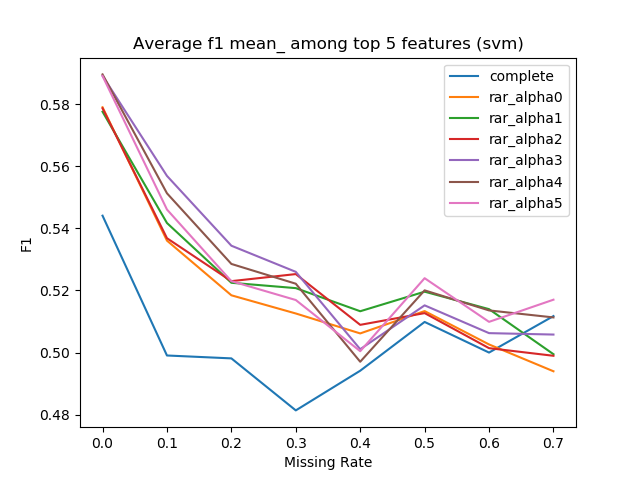 Average f1 mean_ among top 5 features (svm)
complete
rar_alpha0
rar_alpha1
rar_alpha2
rar_alpha3
rar_alpha4
rar_alpha5
F1
0.58
0.56
0.54
0.52
0.50
0.48
0.0 0.1 0.2 0.3 0.4 0.5 0.6 0.7
Missing Rate